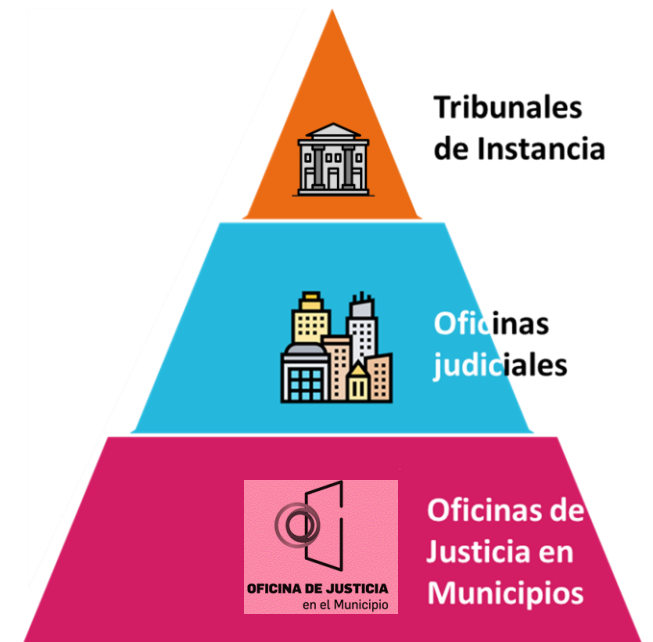 Tribunales
de Instancia
Oficinas
judiciales
Oficinas de
Justicia en
Municipios
OFICINA DE JUSTICIA
en el Municipio